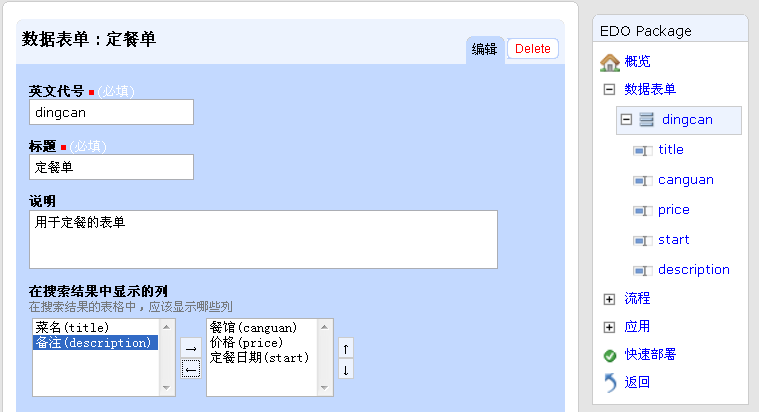 数据表单：定餐单
编辑
Delete
英文代号 (必填)
dingcan
标题 (必填)
定餐单
说明
用于定餐的表单
在搜索结果中显示的列
在搜索结果的表格中，应该显示哪些列
菜名(title)
备注(description)
→
←
餐馆(canguan)
价格(price)
定餐日期(start)
↑
↓
EDO Package
概览
数据表单
dingcan
title
canguan
price
start
description
流程
应用
快速部署
返回